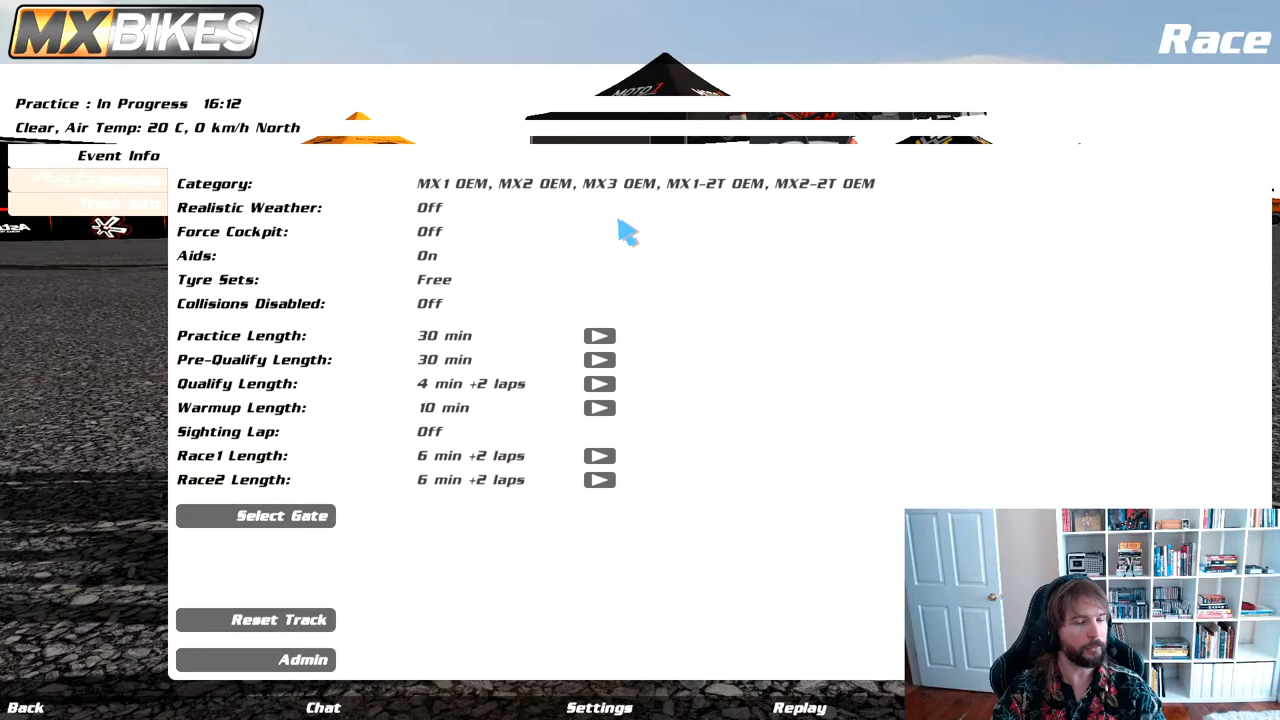 MX BIKES
Race
Practice : In Progress 16:12
Clear, Air Temp: 20 C, 0 km/h North
MOTO 1
Event Info
Track Info
Category: MX1 OEM, MX2 OEM, MX3 OEM, MX1-2T OEM, MX2-2T OEM
Realistic Weather: Off
Force Cockpit: Off
Aids: On
Tyre Sets: Free
Collisions Disabled: Off
Practice Length: 30 min
Pre-Qualify Length: 30 min
Qualify Length: 4 min +2 laps
Warmup Length: 10 min
Sighting Lap: Off
Race1 Length: 6 min +2 laps
Race2 Length: 6 min +2 laps
Select Gate
Reset Track
Admin
Back
Chat
Settings
Replay